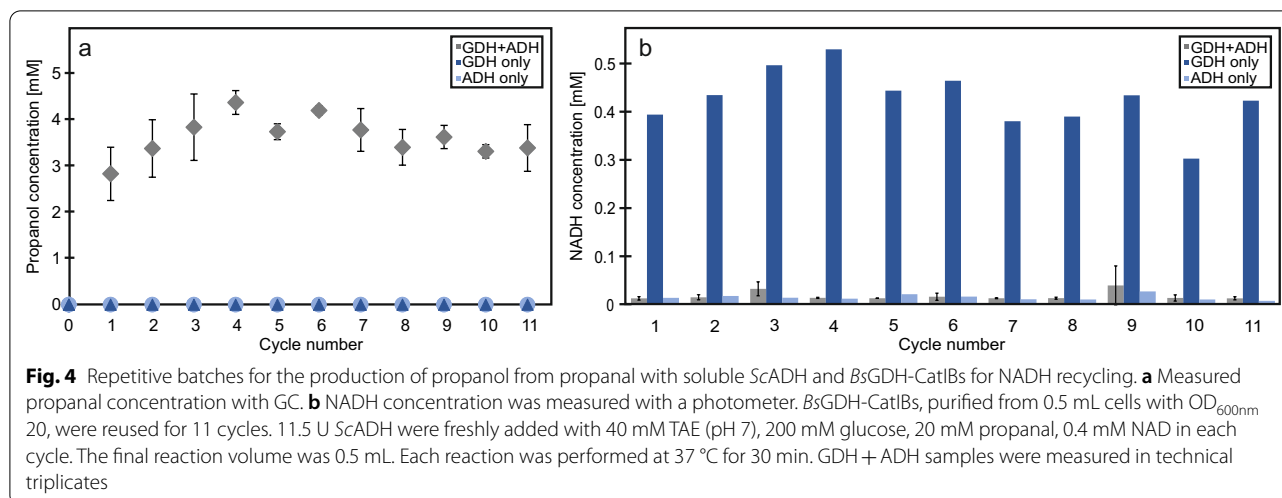 a
GDH+ADH
GDH only
ADH only
Propanol concentration [mM]
5
4
3
2
1
0
0 1 2 3 4 5 6 7 8 9 10 11
Cycle number
b
GDH+ADH
GDH only
ADH only
NADH concentration [mM]
0.5
0.4
0.3
0.2
0.1
0
1 2 3 4 5 6 7 8 9 10 11
Cycle number
Fig. 4 Repetitive batches for the production of propanol from propanal with soluble ScADH and BsGDH-CatIBs for NADH recycling. a Measured
propanal concentration with GC. b NADH concentration was measured with a photometer. BsGDH-CatIBs, purified from 0.5 mL cells with OD600nm
20, were reused for 11 cycles. 11.5 U ScADH were freshly added with 40 mM TAE (pH 7), 200 mM glucose, 20 mM propanal, 0.4 mM NAD in each
cycle. The final reaction volume was 0.5 mL. Each reaction was performed at 37 °C for 30 min. GDH + ADH samples were measured in technical
triplicates